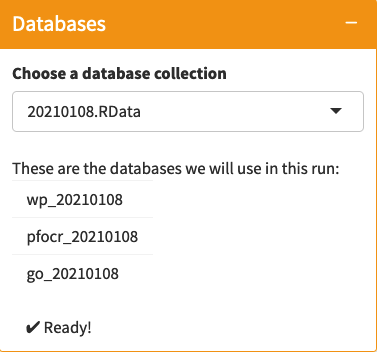 Databases
Choose a database collection
20210108.RData
These are the databases we will use in this run:
wp_20210108
pfocr_20210108
go_20210108
✔ Ready!